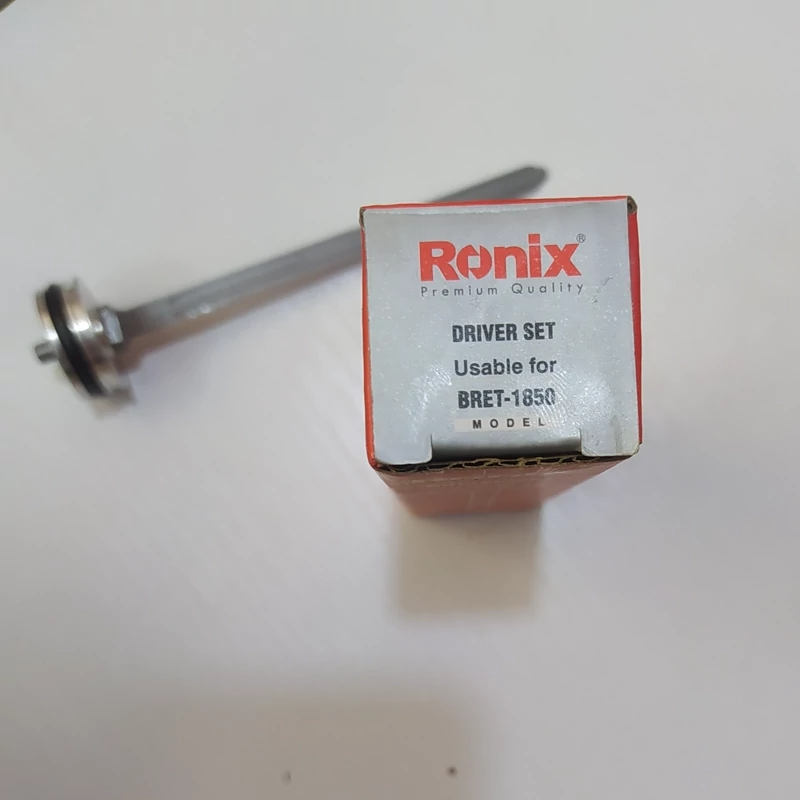 Ronix®
Premium Quality
DRIVER SET
Usable for
BRET-1850
MODEL